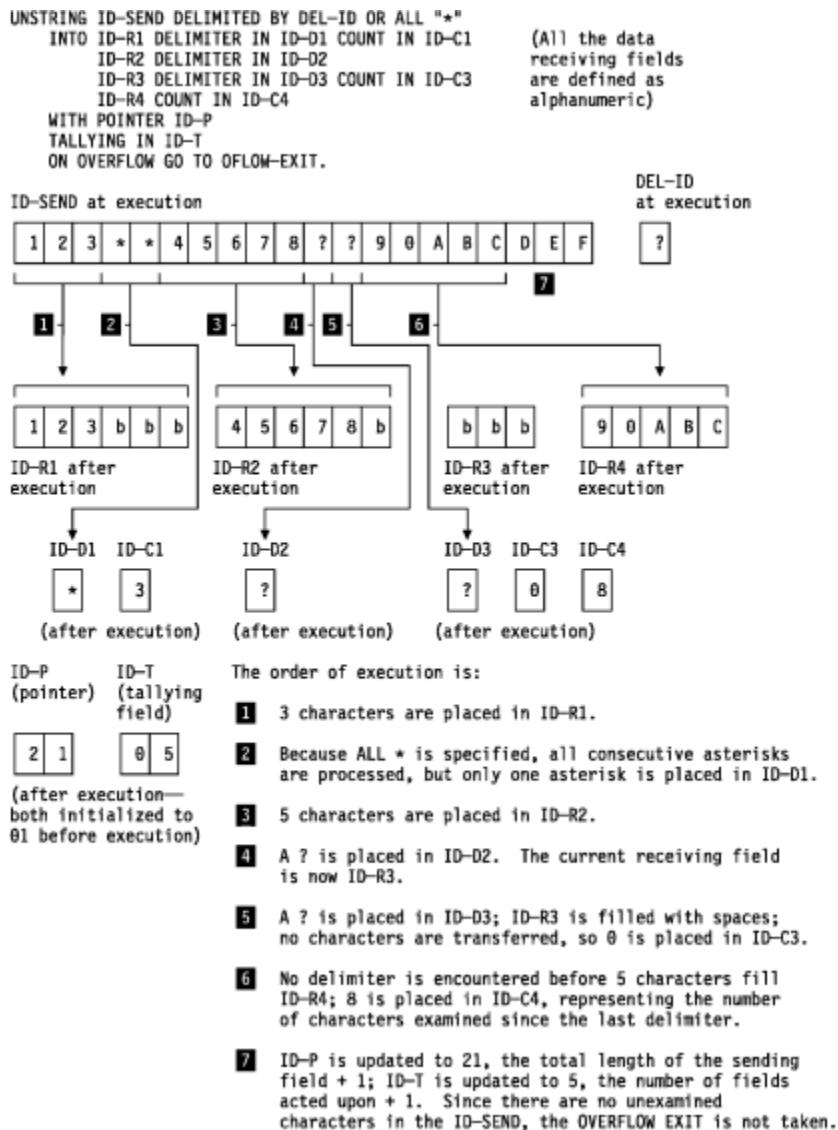 UNSTRING ID-SEND DELIMITED BY DEL-ID OR ALL "*"
INTO ID-R1 DELIMITER IN ID-D1 COUNT IN ID-C1 (All the data
ID-R2 DELIMITER IN ID-D2 receiving fields
ID-R3 DELIMITER IN ID-D3 COUNT IN ID-C3 are defined as
ID-R4 COUNT IN ID-C4 alphanumeric)
WITH POINTER ID-P
TALLYING IN ID-T
ON OVERFLOW GO TO OFLOW-EXIT.
DEL-ID
ID-SEND at execution at execution
1 2 3 * * 4 5 6 7 8 ? ? 9 0 A B C D E F ?
7
1 2 3 4 5 6
1 2 3 b b b 4 5 6 7 8 b b b b 9 0 A B C
ID-R1 after ID-R2 after ID-R3 after ID-R4 after
execution execution execution execution
ID-D1 ID-C1 ID-D2 ID-D3 ID-C3 ID-C4
* 3 ? ? 0 8
(after execution) (after execution) (after execution)
ID-P ID-T The order of execution is:
(pointer) (tallying
field)
1 3 characters are placed in ID-R1.
2 1 0 5
2 Because ALL * is specified, all consecutive asterisks
are processed, but only one asterisk is placed in ID-D1.
(after execution—
both initialized to
01 before execution)
3 5 characters are placed in ID-R2.
4 A ? is placed in ID-D2. The current receiving field
is now ID-R3.
5 A ? is placed in ID-D3; ID-R3 is filled with spaces;
no characters are transferred, so 0 is placed in ID-C3.
6 No delimiter is encountered before 5 characters fill
ID-R4; 8 is placed in ID-C4, representing the number
of characters examined since the last delimiter.
7 ID-P is updated to 21, the total length of the sending
field + 1; ID-T is updated to 5, the number of fields
acted upon + 1. Since there are no unexamined
characters in the ID-SEND, the OVERFLOW EXIT is not taken.